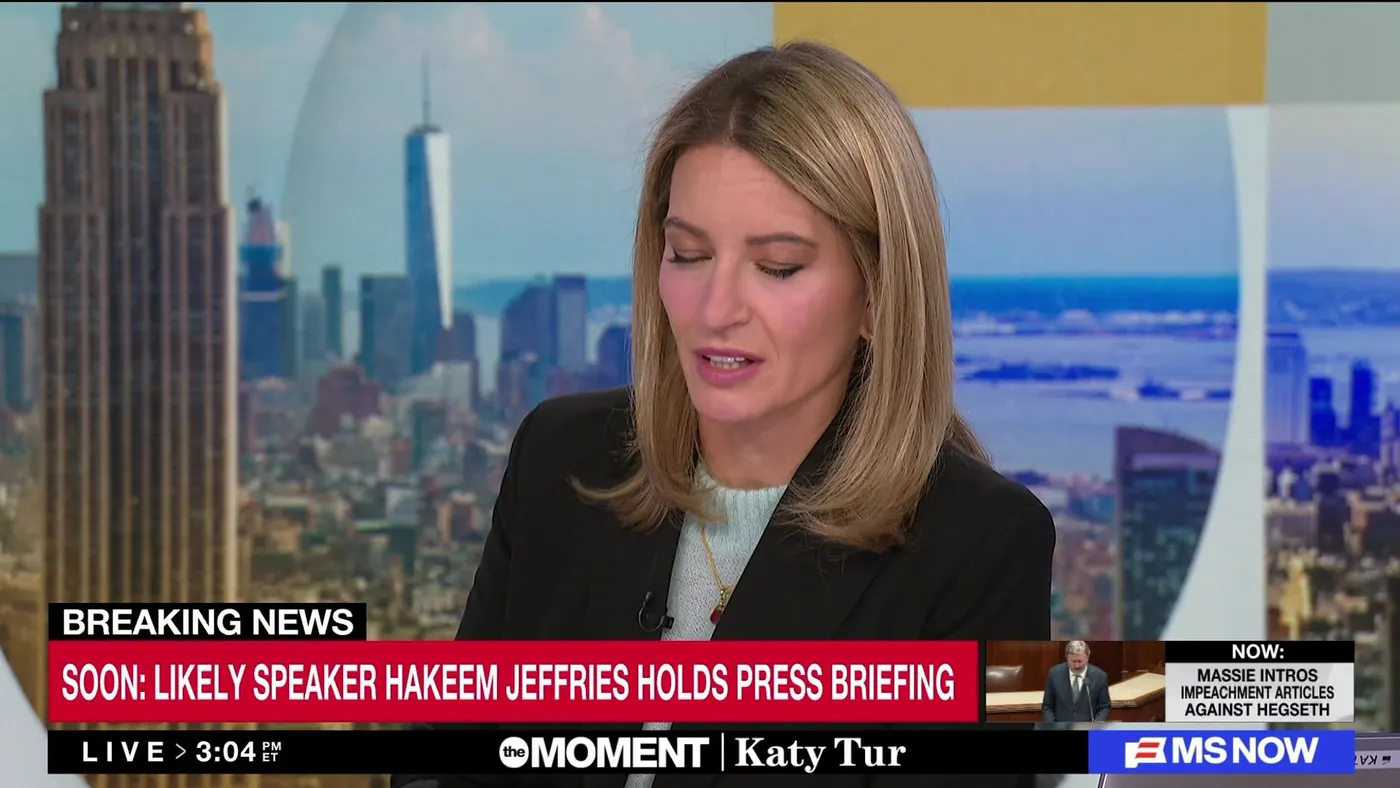 BREAKING NEWS
SOON: LIKELY SPEAKER HAKEEM JEFFRIES HOLDS PRESS BRIEFING
NOW:
MASSIE INTROS
IMPEACHMENT ARTICLES
AGAINST HEGSETH
LIVE > 3:04 PM ET
the MOMENT | Katy Tur
MS NOW